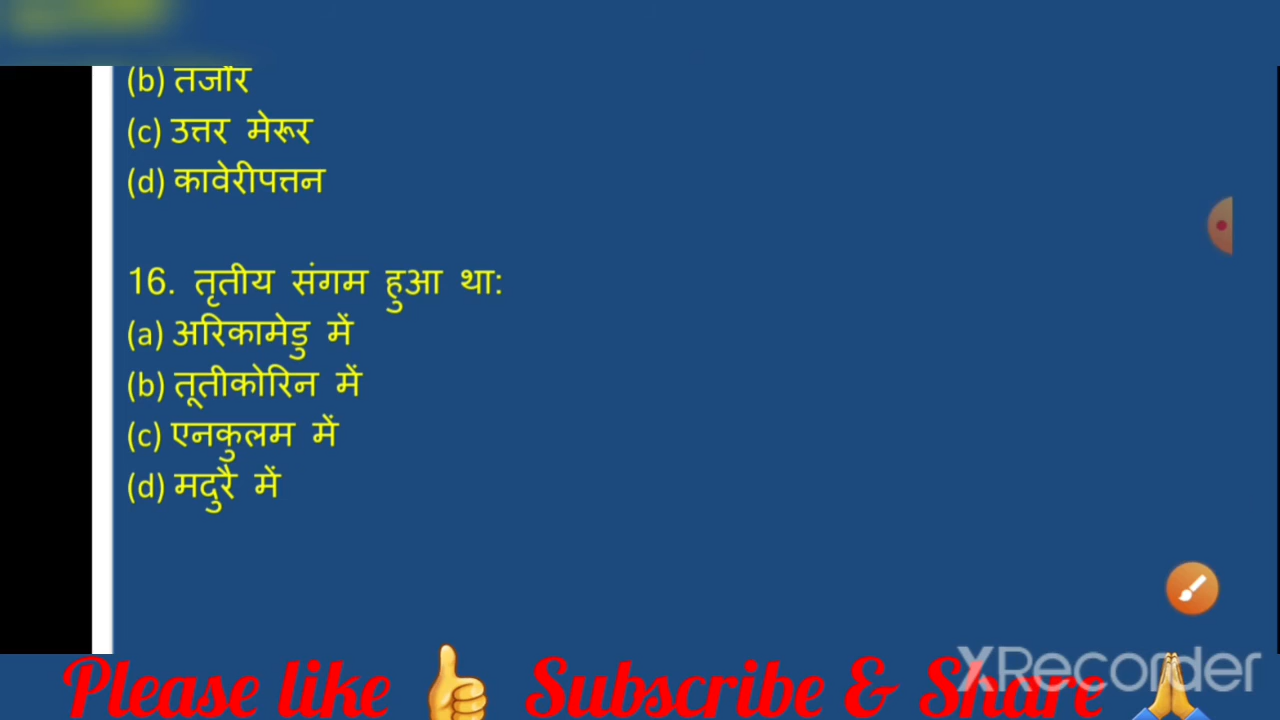 (b) तजौर
(c) उत्तर मेरूर
(d) कावेरीपत्तन
16. तृतीय संगम हुआ था:
(a) अरिकामेडु में
(b) तूतीकोरिन में
(c) एनकुलम में
(d) मदुरै में
XRecorder
Please like 👍 Subscribe & Share 🙏